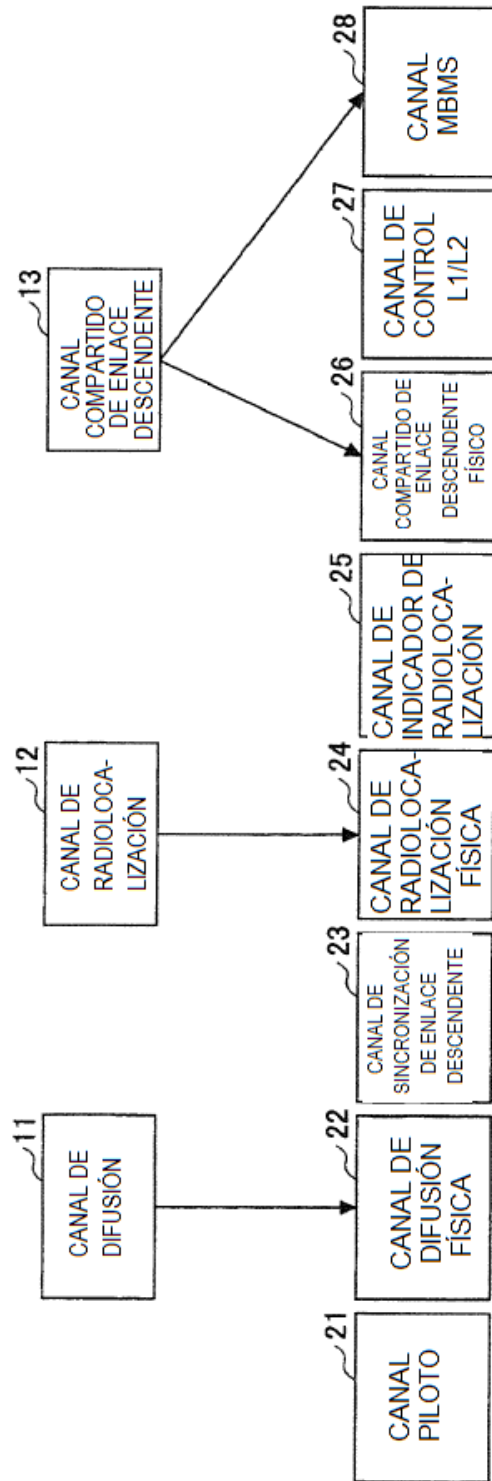 11
CANAL DE
DIFUSIÓN
12
CANAL DE
RADIOLOCA-
LIZACIÓN
13
CANAL
COMPARTIDO
DE ENLACE
DESCENDENTE
21
CANAL
PILOTO
22
CANAL DE
DIFUSIÓN
FÍSICA
23
CANAL DE
SINCRONIZACIÓN
DE ENLACE
DESCENDENTE
24
CANAL DE
RADIOLOCA-
LIZACIÓN
FÍSICA
25
CANAL DE
INDICADOR DE
RADIOLOCA-
LIZACIÓN
26
CANAL
COMPARTIDO DE
ENLACE
DESCENDENTE
FÍSICO
27
CANAL DE
CONTROL
L1/L2
28
CANAL
MBMS